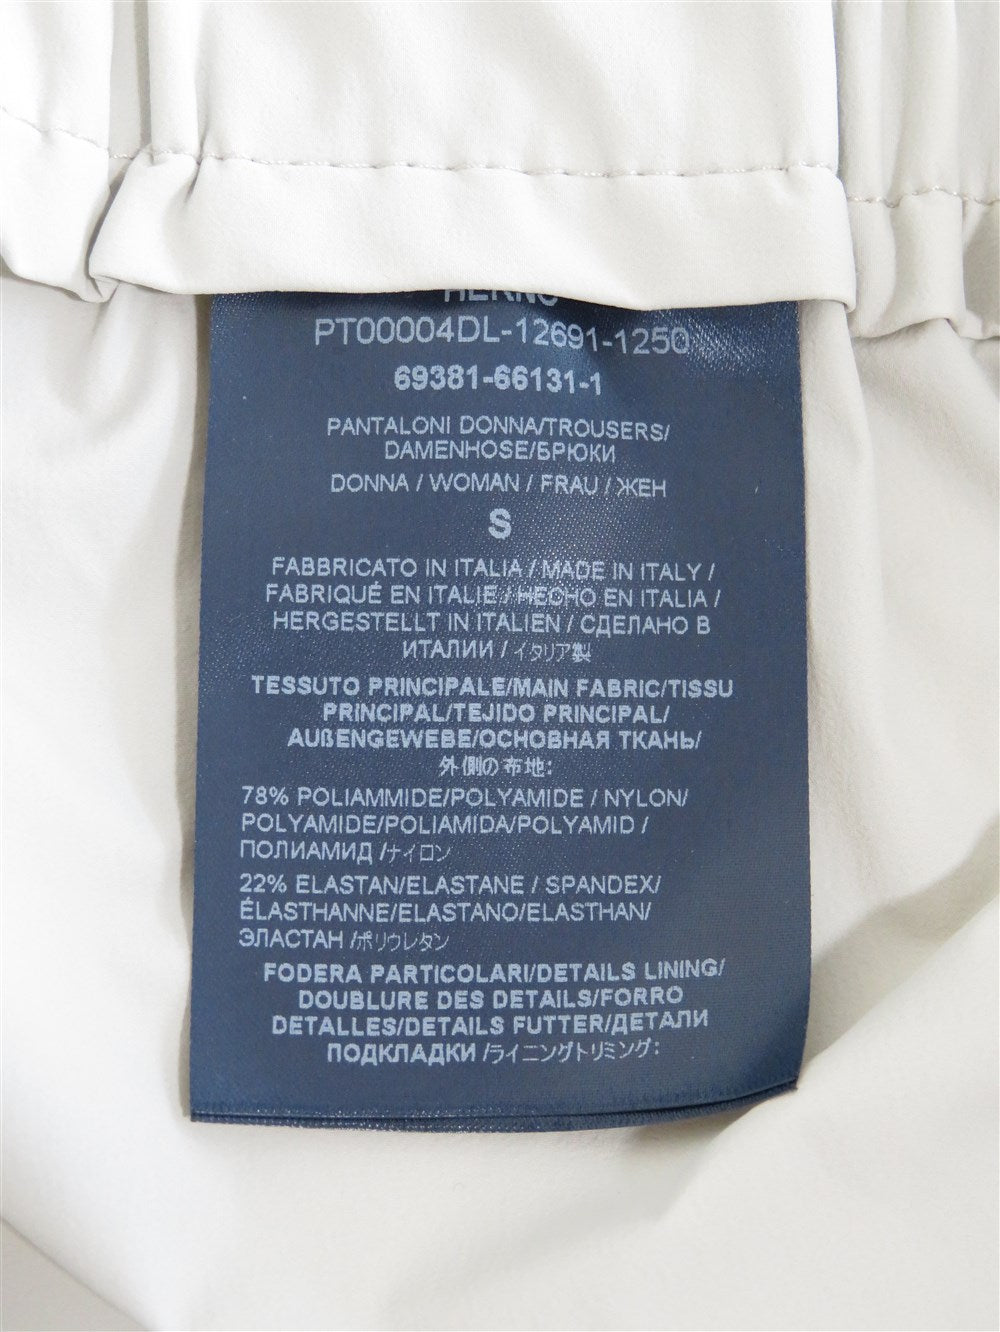 HERNO
PT00004DL-12691-1250
69381-66131-1
PANTALONI DONNA/TROUSERS/
DAMENHOSE/БРЮКИ
DONNA / WOMAN / FRAU / ЖЕН
S
FABBRICATO IN ITALIA / MADE IN ITALY /
FABRIQUÉ EN ITALIE / HECHO EN ITALIA /
HERGESTELLT IN ITALIEN / СДЕЛАНО В
ИТАЛИИ / イタリア製
TESSUTO PRINCIPALE/MAIN FABRIC/TISSU
PRINCIPAL/TEJIDO PRINCIPAL/
AUßENGEWEBE/ОСНОВНАЯ ТКАНЬ/
外側の布地:
78% POLIAMMIDE/POLYAMIDE / NYLON/
POLYAMIDE/POLIAMIDA/POLYAMID /
ПОЛИАМИД /ナイロン
22% ELASTAN/ELASTANE / SPANDEX/
ÉLASTHANNE/ELASTANO/ELASTHAN/
ЭЛАСТАН /ポリウレタン
FODERA PARTICOLARI/DETAILS LINING/
DOUBLURE DES DETAILS/FORRO
DETALLES/DETAILS FUTTER/ДЕТАЛИ
ПОДКЛАДКИ /ライニングトリミング: